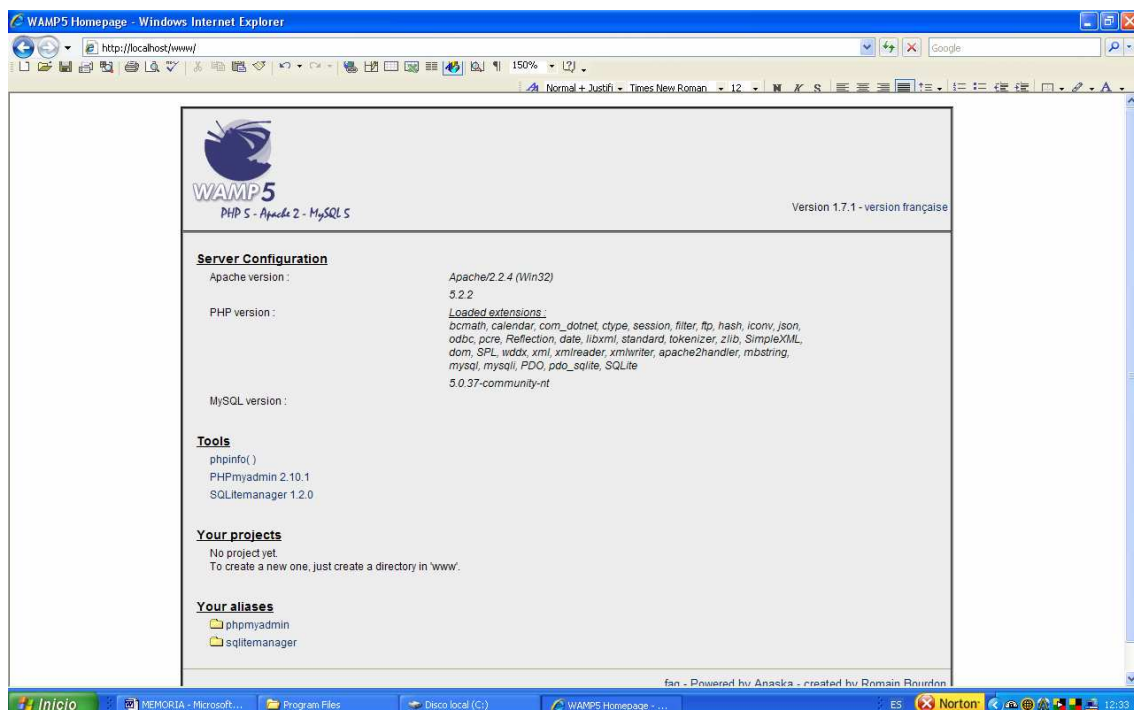 WAMP5 Homepage - Windows Internet Explorer
http://localhost/www/
Google
150%
Normal + Justifi
Times New Roman
12
N K S
WAMP5
PHP 5 - Apache 2 - MySQL 5
Version 1.7.1 - version française
Server Configuration
Apache version :
Apache/2.2.4 (Win32)
5.2.2
PHP version :
Loaded extensions :
bcmath, calendar, com_dotnet, ctype, session, filter, ftp, hash, iconv, json,
odbc, pcre, Reflection, date, libxml, standard, tokenizer, zlib, SimpleXML,
dom, SPL, wddx, xml, xmlreader, xmlwriter, apache2handler, mbstring,
mysql, mysqli, PDO, pdo_sqlite, SQLite
5.0.37-community-nt
MySQL version :
Tools
phpinfo( )
PHPmyadmin 2.10.1
SQLitemanager 1.2.0
Your projects
No project yet.
To create a new one, just create a directory in 'www'.
Your aliases
phpmyadmin
sqlitemanager
faq - Powered by Anaska - created by Romain Bourdon
Inicio
MEMORIA - Microsoft...
Program Files
Disco local (C:)
WAMP5 Homepage - ...
ES
Norton
12:33